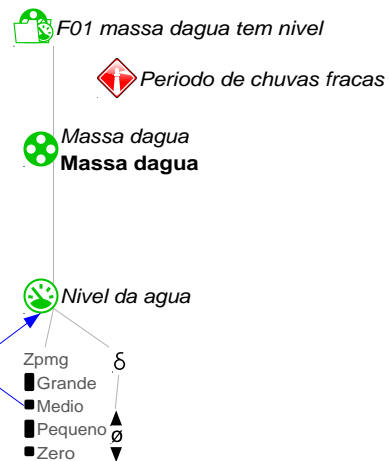 F01 massa dagua tem nivel
Periodo de chuvas fracas
Massa dagua
Massa dagua
Nivel da agua
Zpmg δ
Grande
Medio
Pequeno ø
Zero